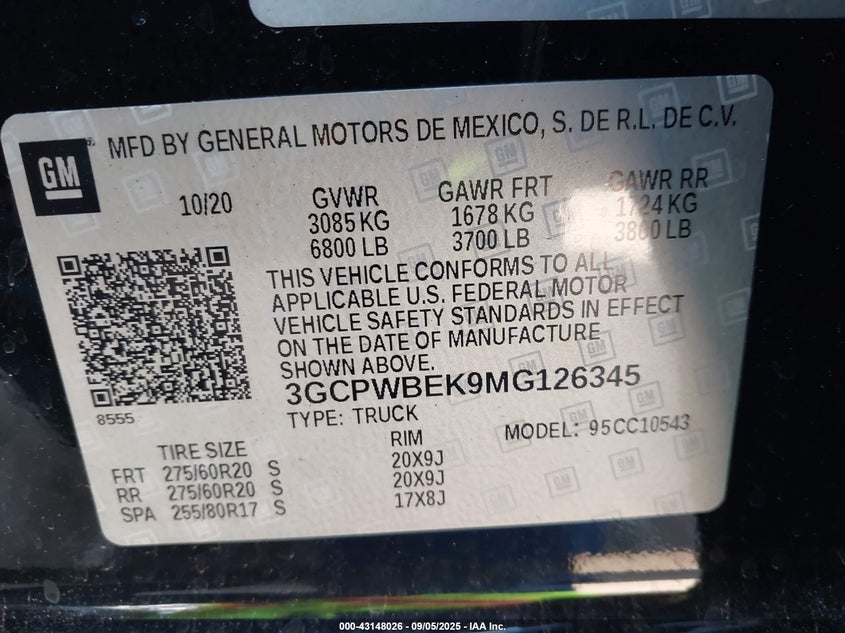 GM
MFD BY GENERAL MOTORS DE MEXICO, S. DE R.L. DE C.V.
10/20 GVWR GAWR FRT GAWR RR
3085 KG 1678 KG 1724 KG
6800 LB 3700 LB 3800 LB
THIS VEHICLE CONFORMS TO ALL
APPLICABLE U.S. FEDERAL MOTOR
VEHICLE SAFETY STANDARDS IN EFFECT
ON THE DATE OF MANUFACTURE
SHOWN ABOVE.
3GCPWBEK9MG126345
8555 TYPE: TRUCK MODEL: 95CC10543
TIRE SIZE RIM
FRT 275/60R20 S 20X9J
RR 275/60R20 S 20X9J
SPA 255/80R17 S 17X8J
000-43148026 - 09/05/2025 - IAA Inc.